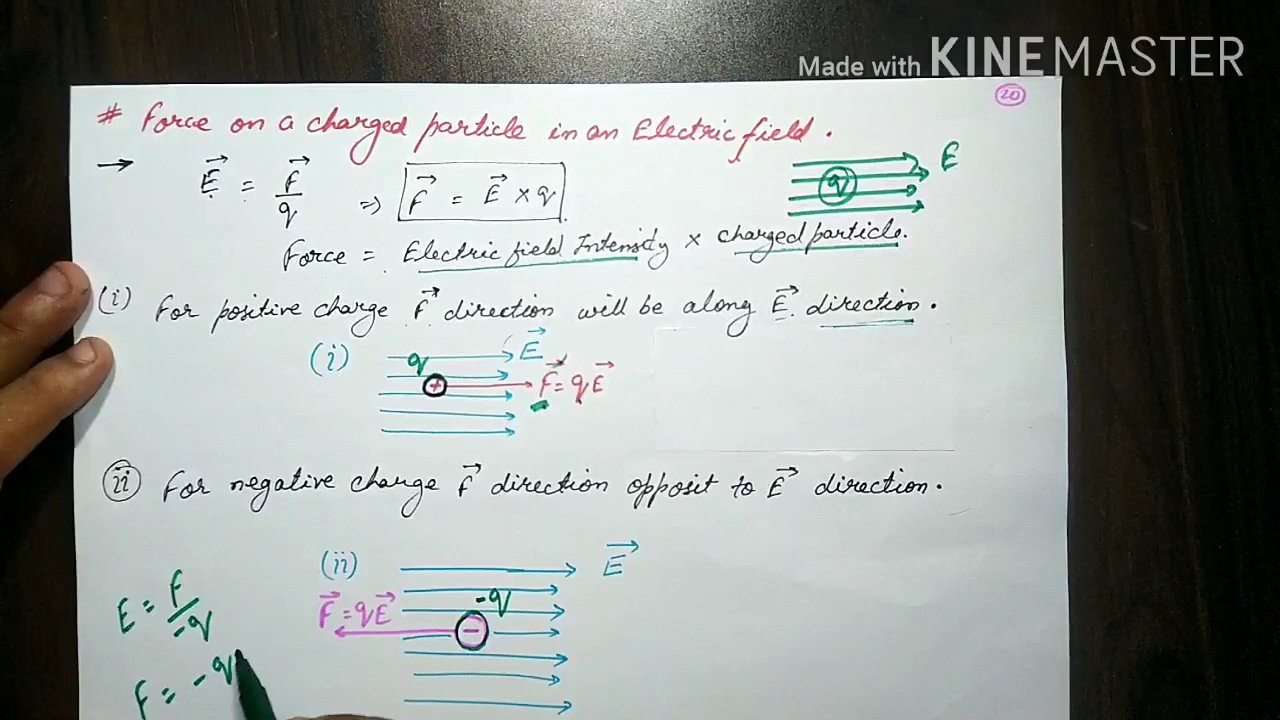 Made with KINEMASTER
20
# Force on a charged particle in an Electric field.
→ E⃗ = F⃗/q ⇒ F⃗ = E⃗ × q
q E
Force = Electric field Intensity × charged particle.
(i) For positive charge F⃗ direction will be along E⃗ direction.
(i) q E⃗
+ F⃗ = qE⃗
(ii) For negative charge F⃗ direction opposit to E⃗ direction.
(ii) E⃗
F⃗ = qE⃗ − -q
E = F/-q
F = -q